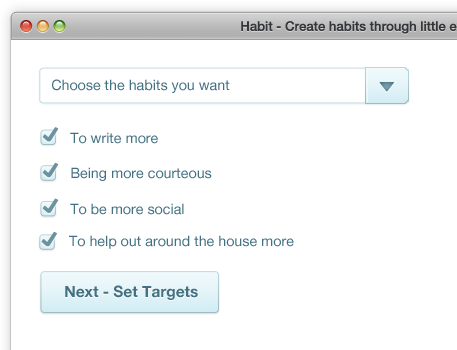 Habit - Create habits through little
Choose the habits you want
To write more
Being more courteous
To be more social
To help out around the house more
Next - Set Targets